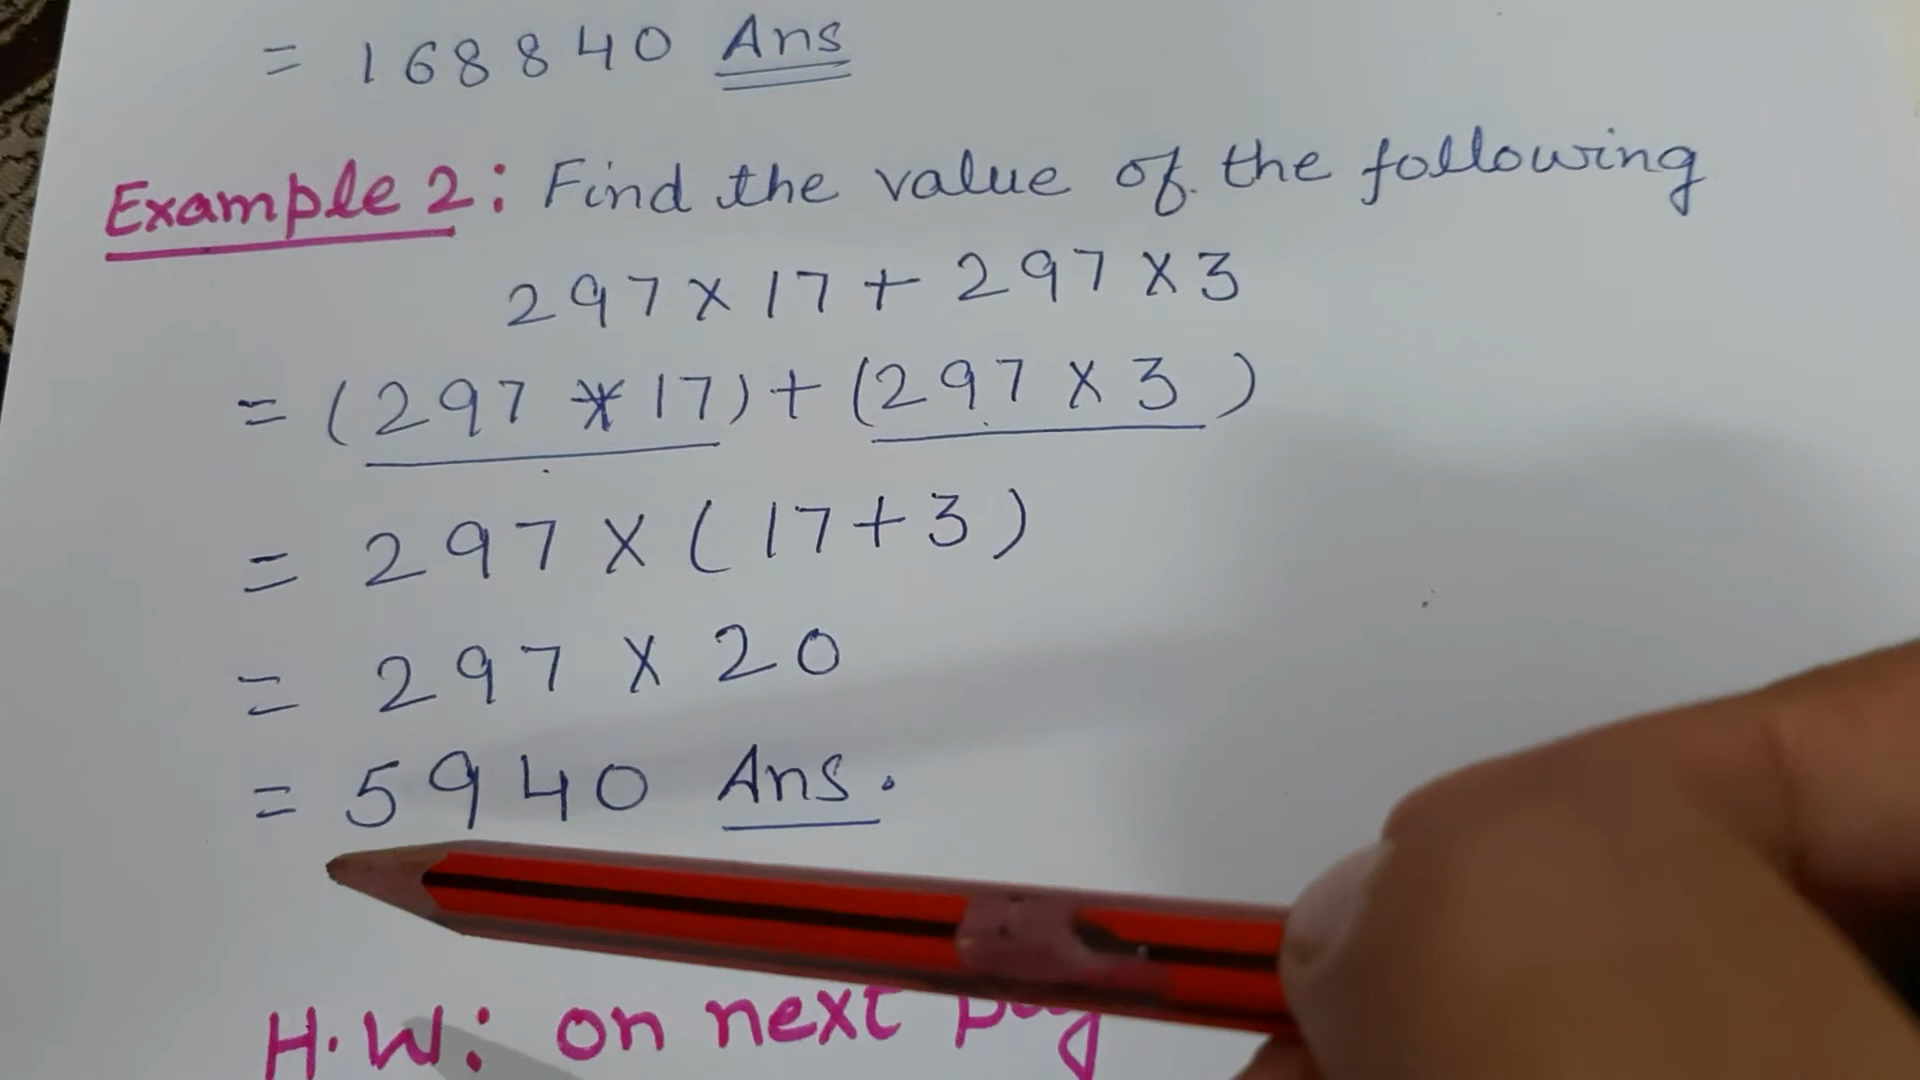 = 168840 Ans
Example 2: Find the value of the following
297 × 17 + 297 × 3
= (297 × 17) + (297 × 3)
= 297 × (17+3)
= 297 × 20
= 5940 Ans.
H.W: on next